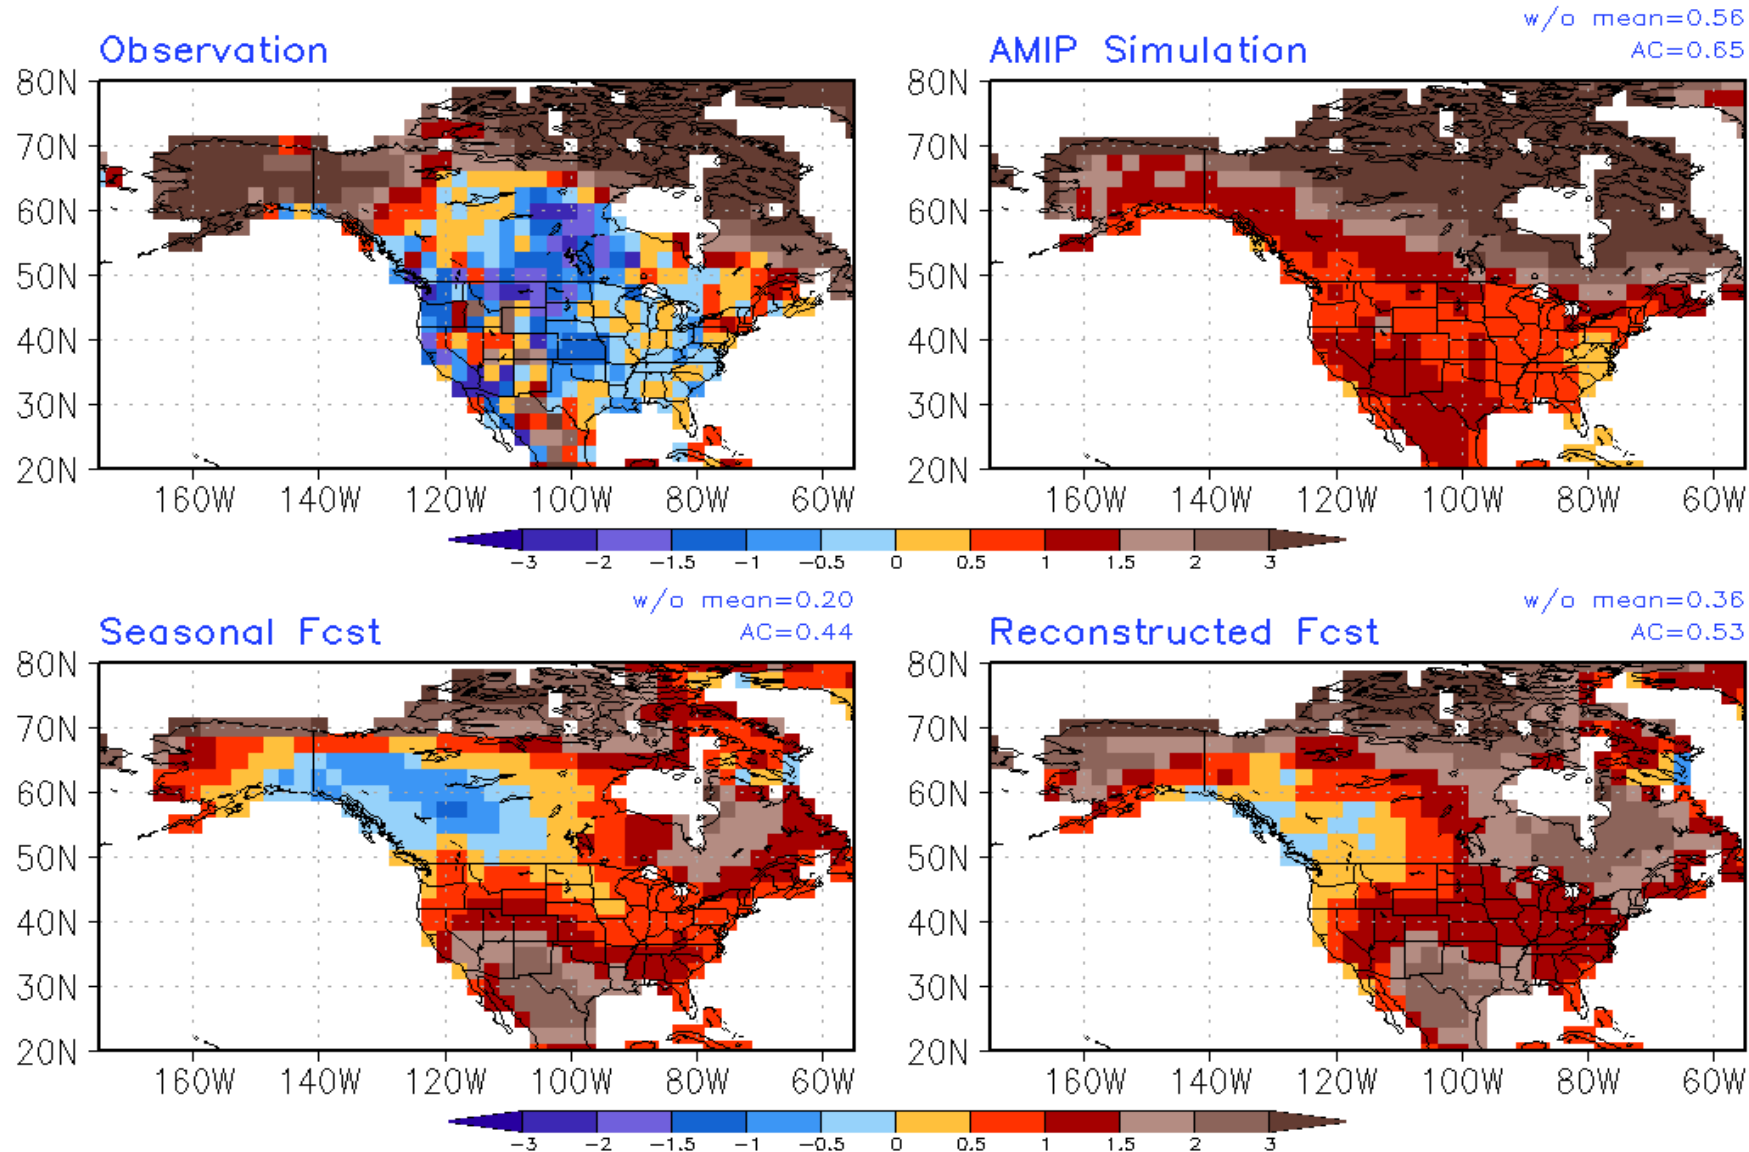 w/o mean=0.56
Observation
AMIP Simulation
AC=0.65
80N
70N
60N
50N
40N
30N
20N
160W 140W 120W 100W 80W 60W
80N
70N
60N
50N
40N
30N
20N
160W 140W 120W 100W 80W 60W
-3 -2 -1.5 -1 -0.5 0 0.5 1 1.5 2 3
w/o mean=0.20
Seasonal Fcst
AC=0.44
w/o mean=0.36
Reconstructed Fcst
AC=0.53
80N
70N
60N
50N
40N
30N
20N
160W 140W 120W 100W 80W 60W
80N
70N
60N
50N
40N
30N
20N
160W 140W 120W 100W 80W 60W
-3 -2 -1.5 -1 -0.5 0 0.5 1 1.5 2 3